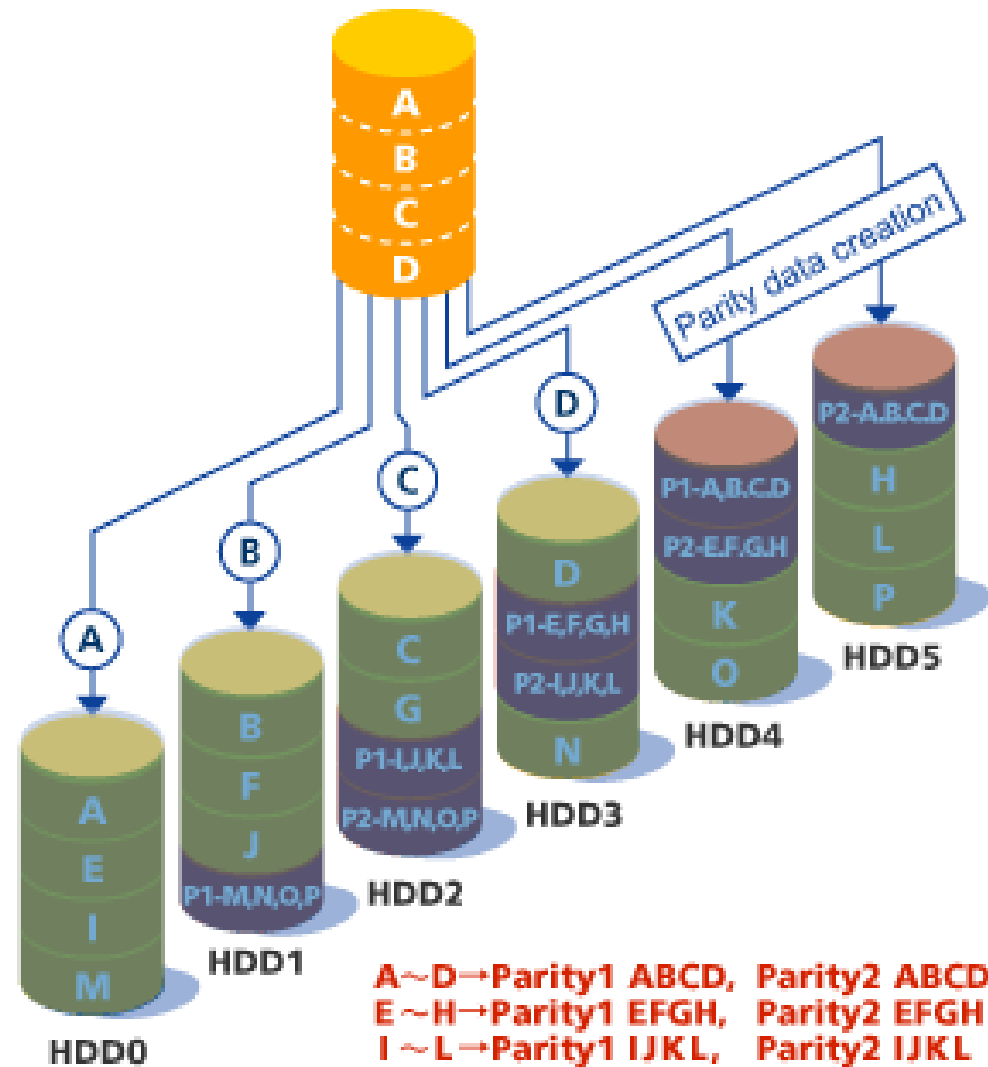 A
B
C
D
Parity data creation
A
B
C
D
A
E
I
M
HDD0
B
F
J
P1-M,N,O,P
HDD1
C
G
P1-I,J,K,L
P2-M,N,O,P
HDD2
D
P1-E,F,G,H
P2-I,J,K,L
N
HDD3
P1-A,B.C.D
P2-E.F.G.H
K
O
HDD4
P2-A.B.C.D
H
L
P
HDD5
A~D→Parity1 ABCD, Parity2 ABCD
E~H→Parity1 EFGH, Parity2 EFGH
I~L→Parity1 IJKL, Parity2 IJKL